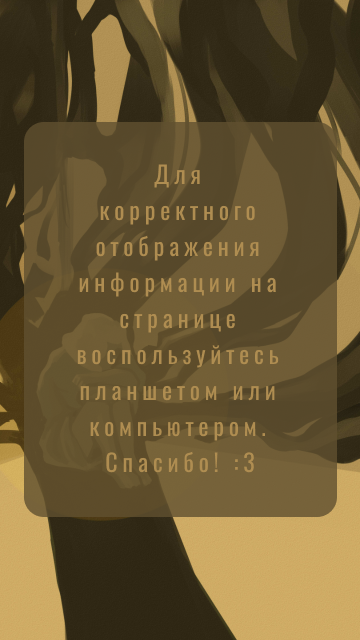 Для
корректного
отображения
информации на
странице
воспользуйтесь
планшетом или
компьютером.
Спасибо! :3